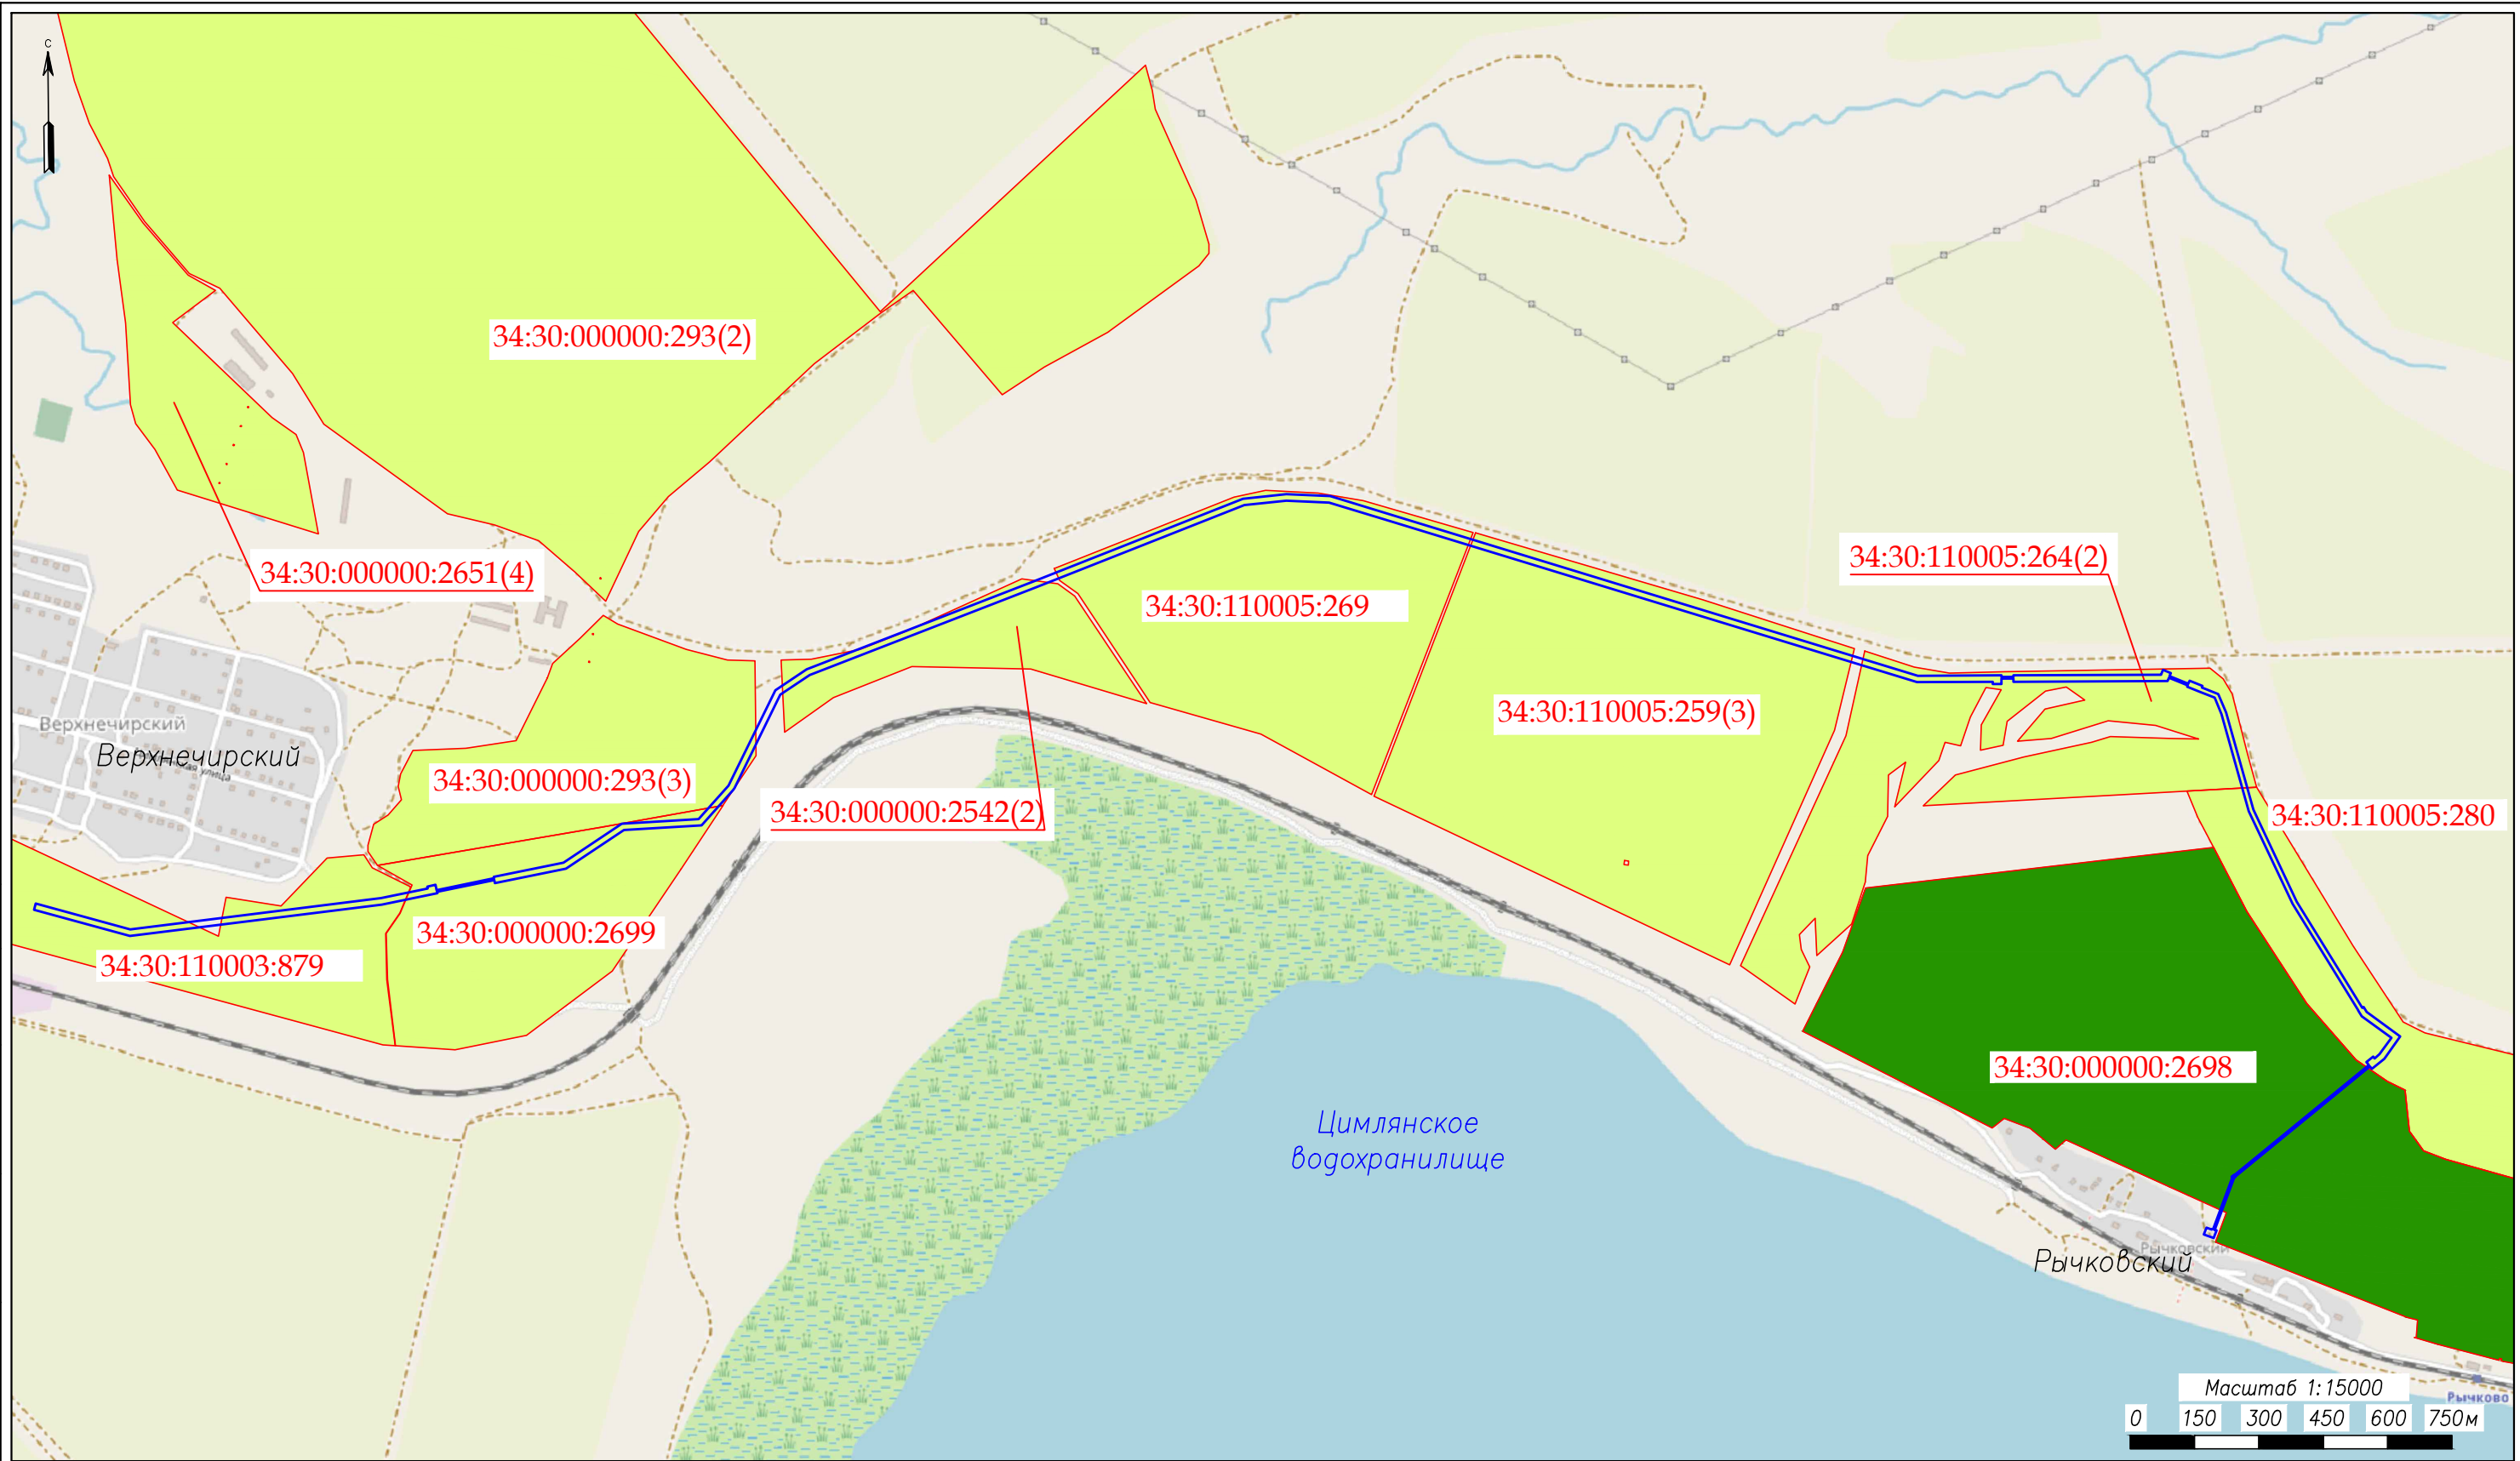 С
34:30:000000:293(2)
34:30:000000:2651(4)
34:30:110005:264(2)
34:30:110005:269
34:30:110005:259(3)
Верхнечирский
Верхнечирский
улица
34:30:000000:293(3)
34:30:000000:2542(2)
34:30:110005:280
34:30:000000:2699
34:30:110003:879
34:30:000000:2698
Цимлянское
водохранилище
Рычковский
Рычковский
Масштаб 1:15000
Рычково
0 150 300 450 600 750м